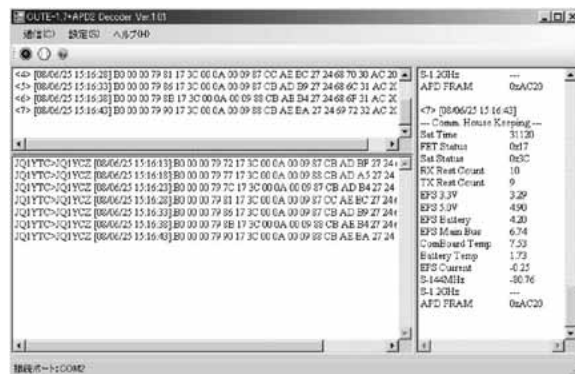 CUTE-1.7+APD2 Decoder Ver.1.01
通信(C) 設定(S) ヘルプ(H)
<4> [08/06/25 15:16:28] B0 00 00 79 81 17 3C 00 0A 00 09 87 CC AE EC 27 24 68 70 30 AC 20
<5> [08/06/25 15:16:33] B0 00 00 79 86 17 3C 00 0A 00 09 87 CB AD B9 27 24 68 6C 31 AC
<6> [08/06/25 15:16:38] B0 00 00 79 8B 17 3C 00 0A 00 09 88 CB AE B4 27 24 68 6F 31 AC
<7> [08/06/25 15:16:43] B0 00 00 79 90 17 3C 00 0A 00 09 88 CB AE EA 27 24 69 72 32 AC
JQ1YTC>JQ1YCZ [08/06/25 15:16:13] B0 00 00 79 72 17 3C 00 0A 00 09 87 CB AD BF 27 24
JQ1YTC>JQ1YCZ [08/06/25 15:16:18] B0 00 00 79 77 17 3C 00 0A 00 09 88 CB AD A5 27 24
JQ1YTC>JQ1YCZ [08/06/25 15:16:23] B0 00 00 79 7C 17 3C 00 0A 00 09 87 CB AD B4 27 24
JQ1YTC>JQ1YCZ [08/06/25 15:16:28] B0 00 00 79 81 17 3C 00 0A 00 09 87 CC AE EC 27 24
JQ1YTC>JQ1YCZ [08/06/25 15:16:33] B0 00 00 79 86 17 3C 00 0A 00 09 87 CB AD B9 27 24
JQ1YTC>JQ1YCZ [08/06/25 15:16:38] B0 00 00 79 8B 17 3C 00 0A 00 09 88 CB AE B4 27 24
JQ1YTC>JQ1YCZ [08/06/25 15:16:43] B0 00 00 79 90 17 3C 00 0A 00 09 88 CB AE EA 27 24
S-1.2GHz ---
APD FRAM 0xAC20
<7> [08/06/25 15:16:43]
--- Comm. House Keeping ---
Sat Time 31120
FET Status 0x17
Sat Status 0x3C
RX Rest Count 10
TX Rest Count 9
EPS 3.3V 3.29
EPS 5.0V 4.90
EPS Battery 4.20
EPS Main Bus 6.74
ComBoard Temp 7.53
Battery Temp 1.73
EPS Current -0.25
S-144MHz -80.76
S-1.2GHz ---
APD FRAM 0xAC20
接続ポート:COM2